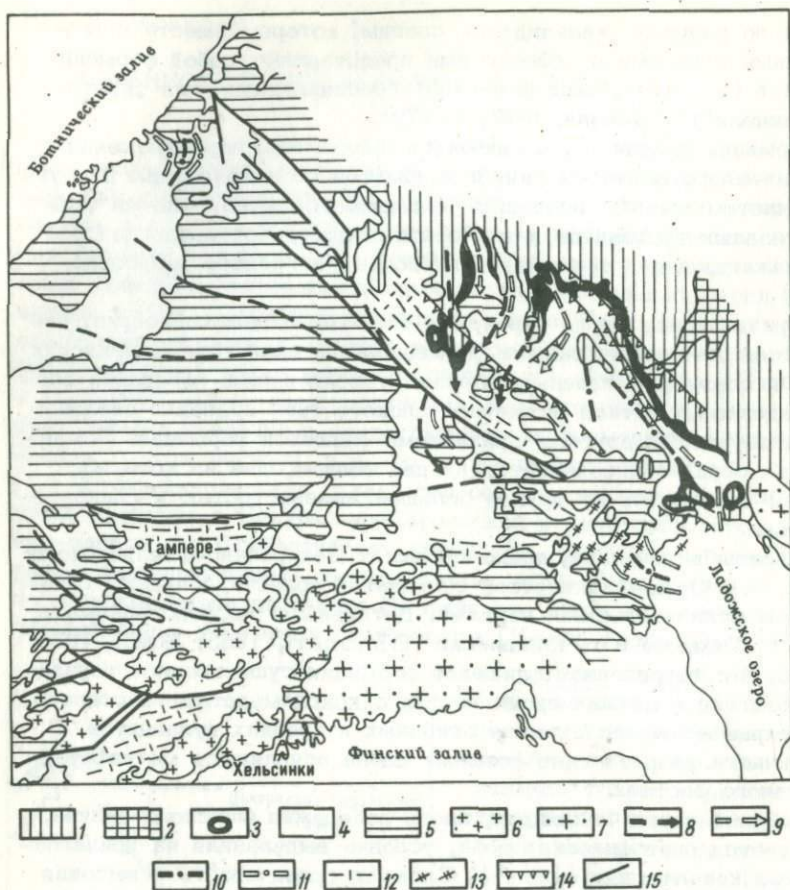 Ботнический залив
Тампере
Ладожское озеро
Финский залив
Хельсинки
1 2 3 4 5 6 7 8 9
10 11 12 13 14 15